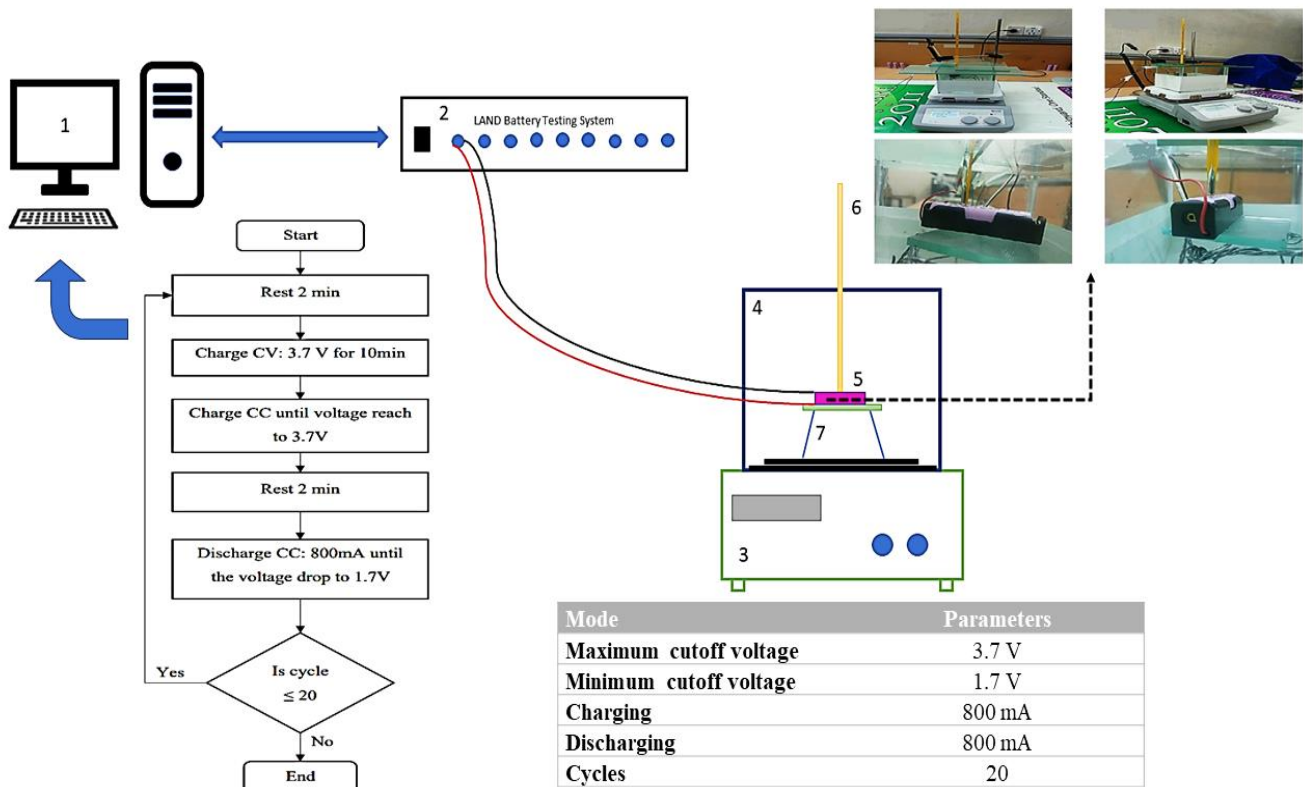 1
2
LAND Battery Testing System
Start
Rest 2 min
Charge CV: 3.7 V for 10min
Charge CC until voltage reach
to 3.7V
Rest 2 min
Discharge CC: 800mA until
the voltage drop to 1.7V
Is cycle
≤ 20
Yes
No
End
6
4
5
7
3
Mode Parameters
Maximum cutoff voltage 3.7 V
Minimum cutoff voltage 1.7 V
Charging 800 mA
Discharging 800 mA
Cycles 20